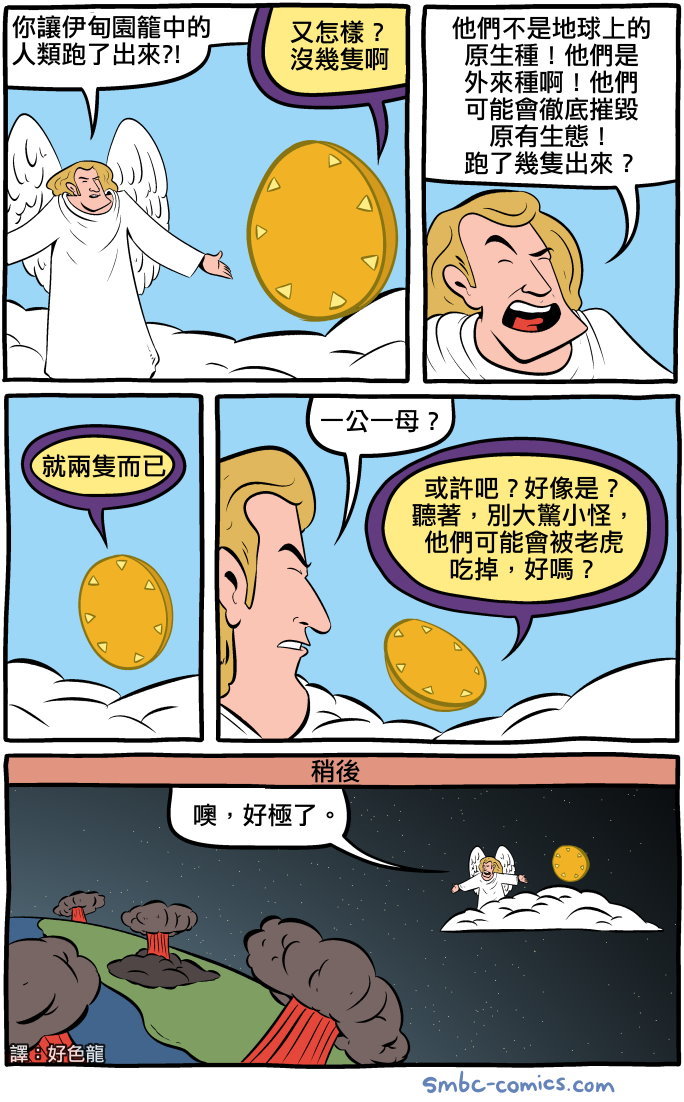 你讓伊甸園籠中的
人類跑了出來?!
又怎樣？
沒幾隻啊
他們不是地球上的
原生種！他們是
外來種啊！他們
可能會徹底摧毀
原有生態！
跑了幾隻出來？
就兩隻而已
一公一母？
或許吧？好像是？
聽著，別大驚小怪，
他們可能會被老虎
吃掉，好嗎？
稍後
噢，好極了。
譯：好色龍
smbc-comics.com